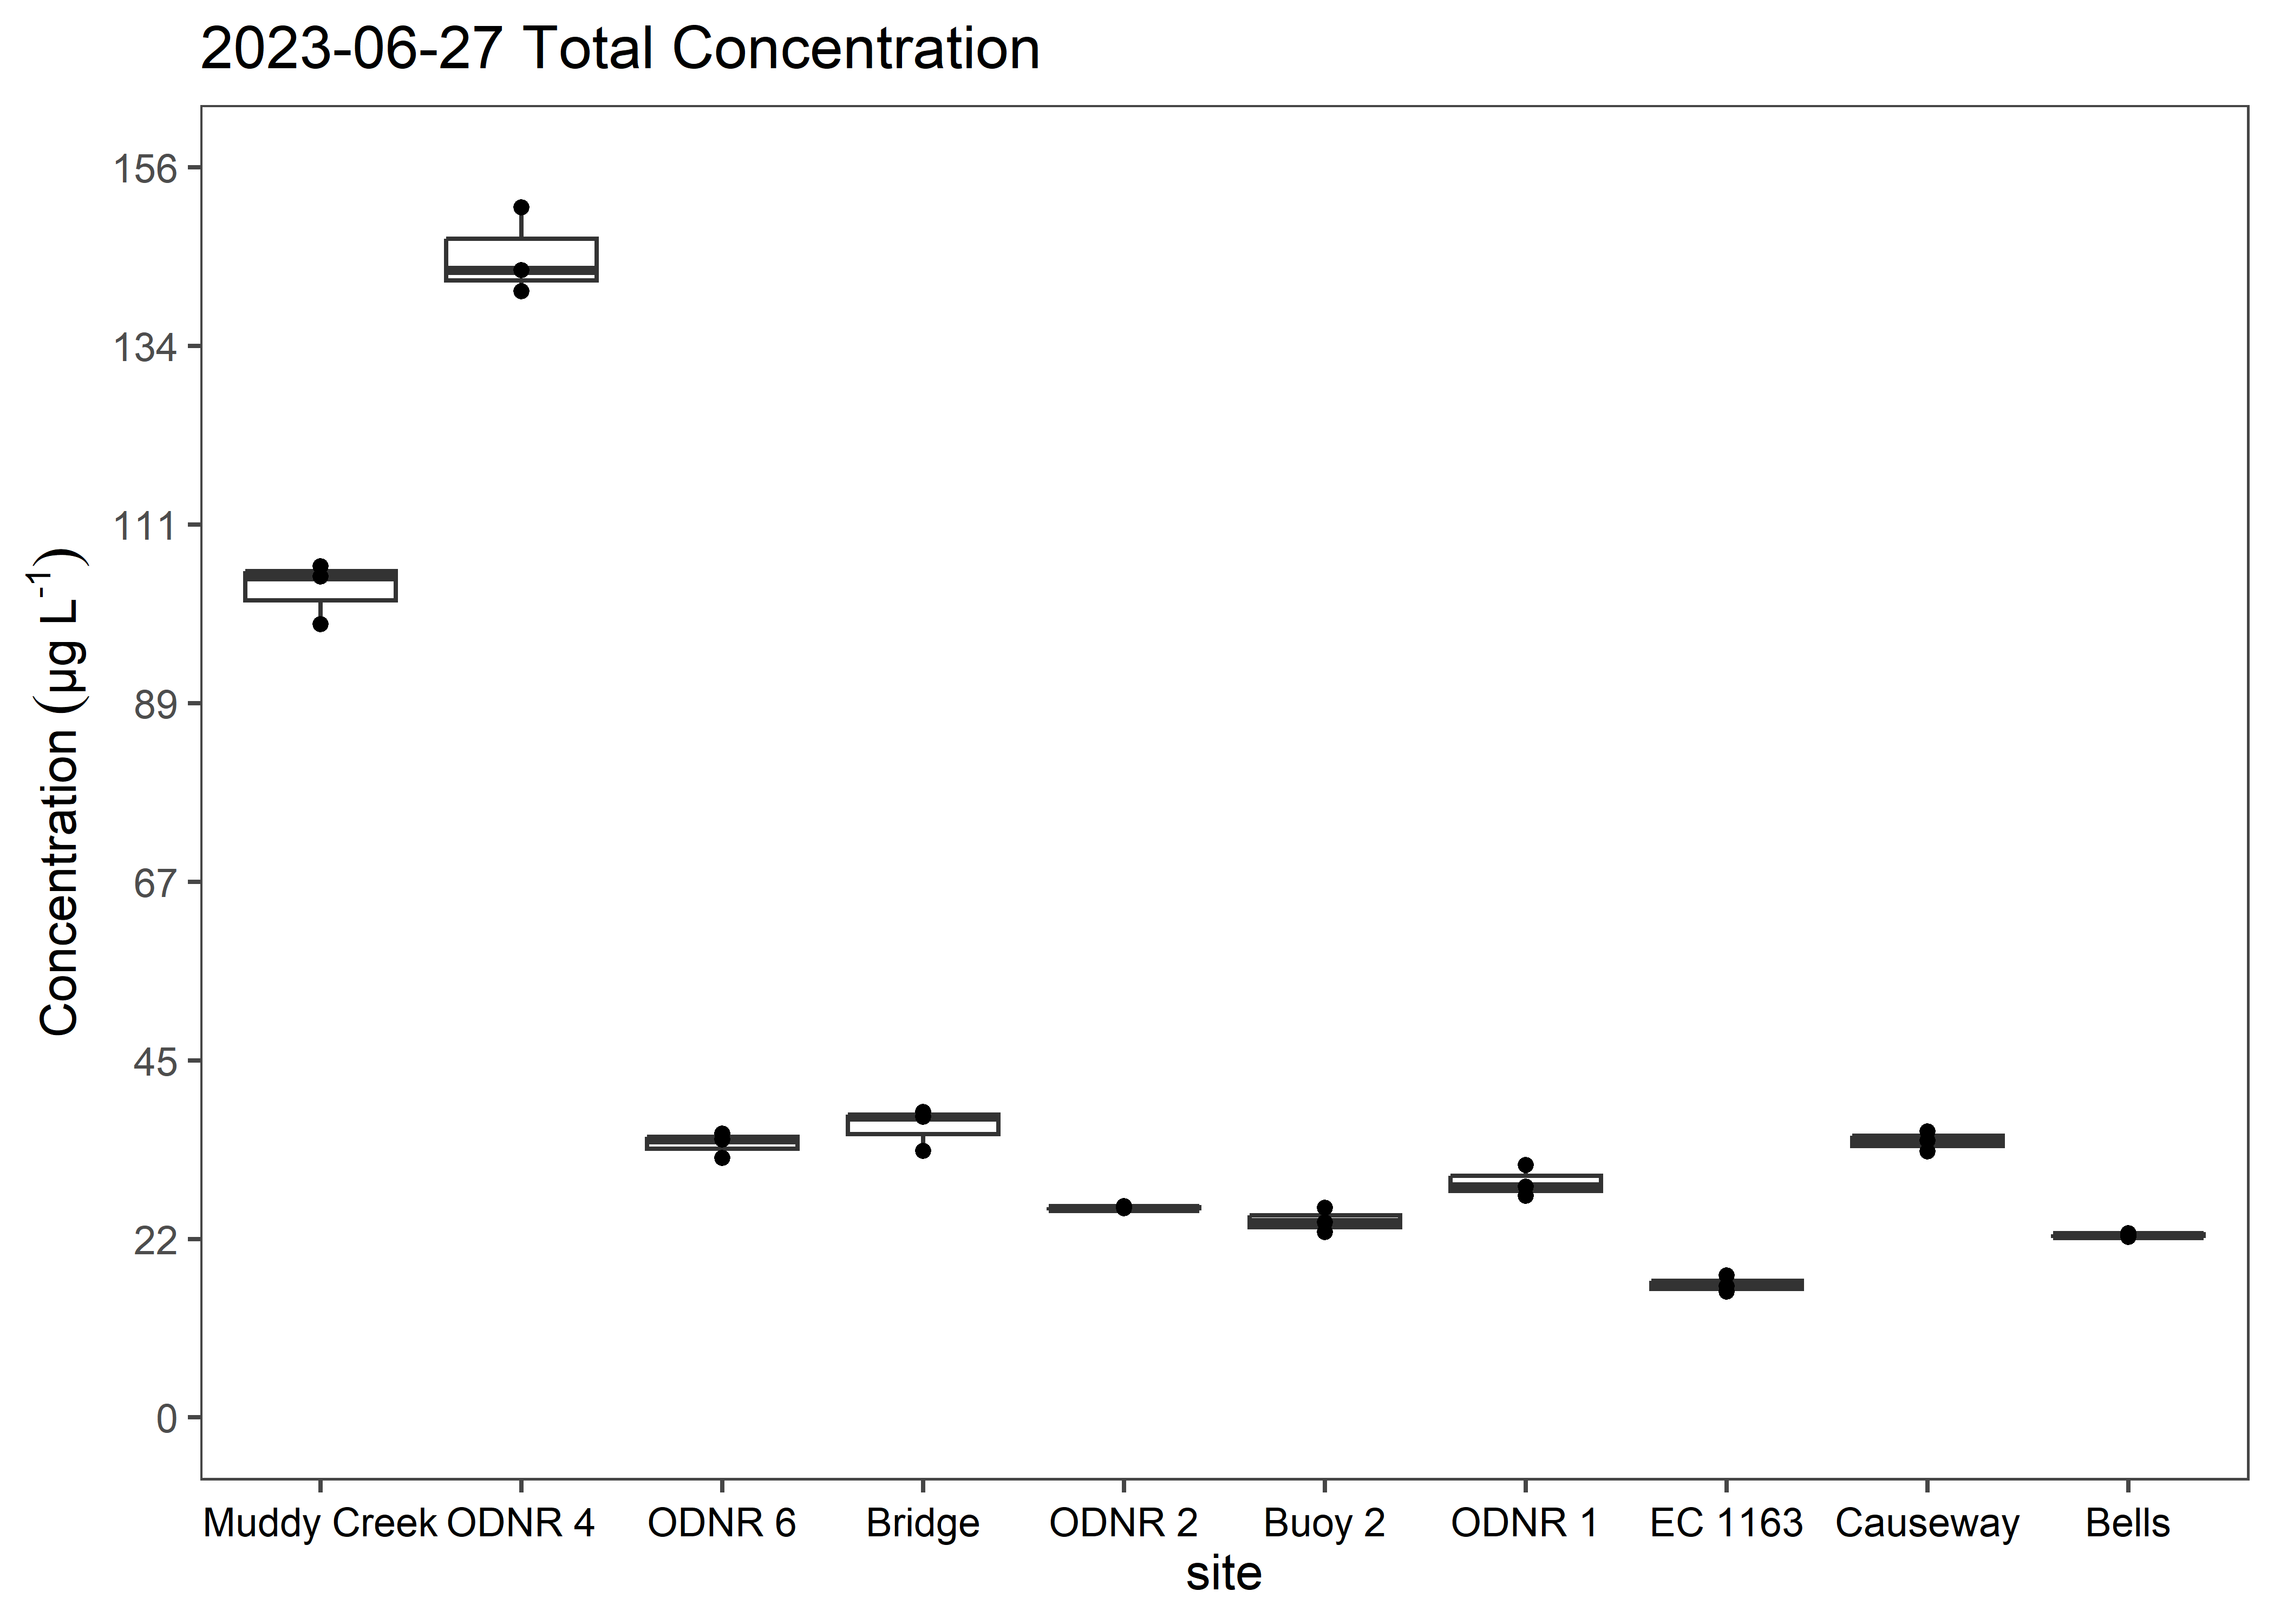 2023-06-27 Total Concentration
Concentration (µg L-1)
156
134
111
89
67
45
22
0
Muddy Creek ODNR 4 ODNR 6 Bridge ODNR 2 Buoy 2 ODNR 1 EC 1163 Causeway Bells
site